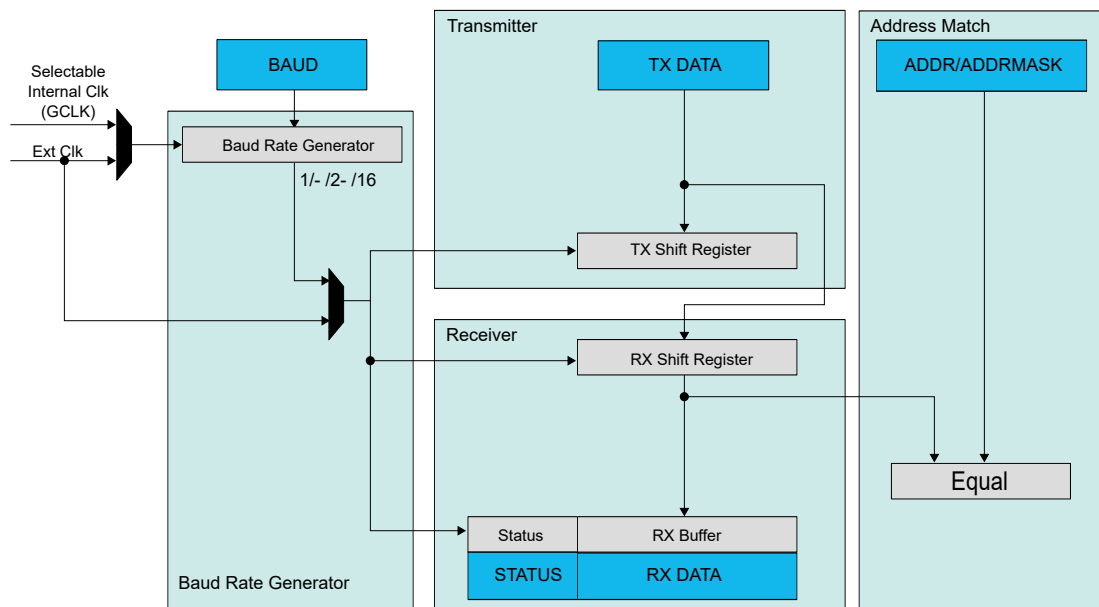 Transmitter
Address Match
BAUD
TX DATA
ADDR/ADDRMASK
Selectable
Internal Clk
(GCLK)
Ext Clk
Baud Rate Generator
1/- /2- /16
TX Shift Register
Receiver
RX Shift Register
Equal
Status
RX Buffer
STATUS
RX DATA
Baud Rate Generator